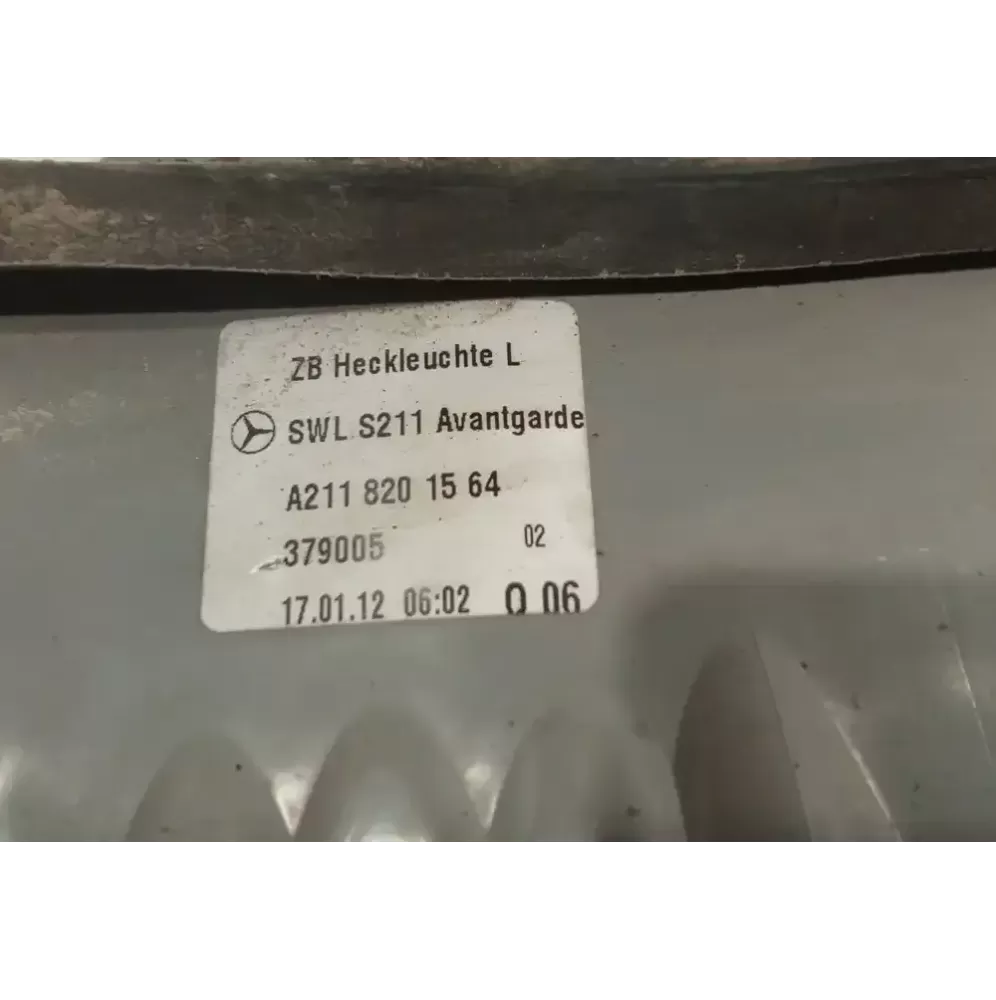 ZB Heckleuchte L
SWL S211 Avantgarde
A211 820 15 64
379005 02
17.01.12 06:02 Q 06